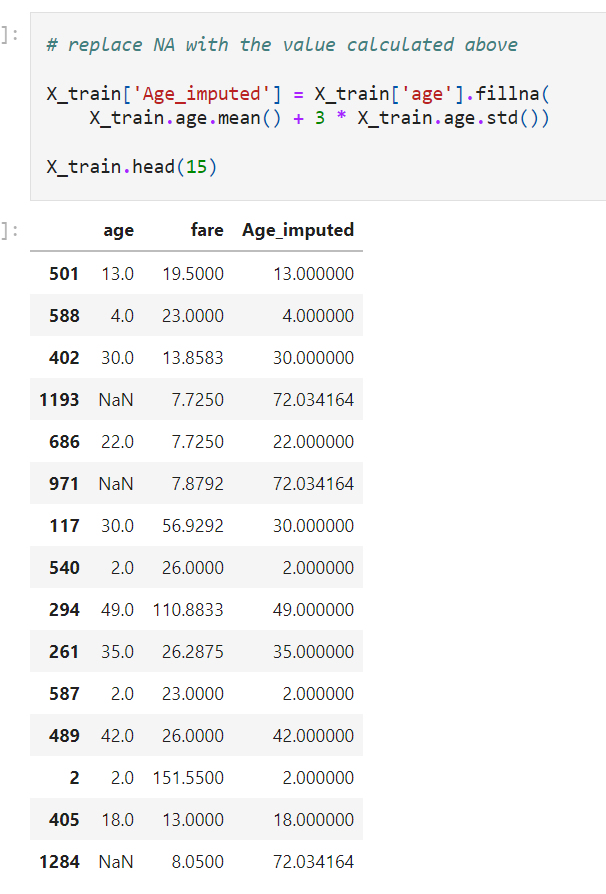 ]:
# replace NA with the value calculated above
X_train['Age_imputed'] = X_train['age'].fillna(
    X_train.age.mean() + 3 * X_train.age.std())
X_train.head(15)
]:
age fare Age_imputed
501 13.0 19.5000 13.000000
588 4.0 23.0000 4.000000
402 30.0 13.8583 30.000000
1193 NaN 7.7250 72.034164
686 22.0 7.7250 22.000000
971 NaN 7.8792 72.034164
117 30.0 56.9292 30.000000
540 2.0 26.0000 2.000000
294 49.0 110.8833 49.000000
261 35.0 26.2875 35.000000
587 2.0 23.0000 2.000000
489 42.0 26.0000 42.000000
2 2.0 151.5500 2.000000
405 18.0 13.0000 18.000000
1284 NaN 8.0500 72.034164